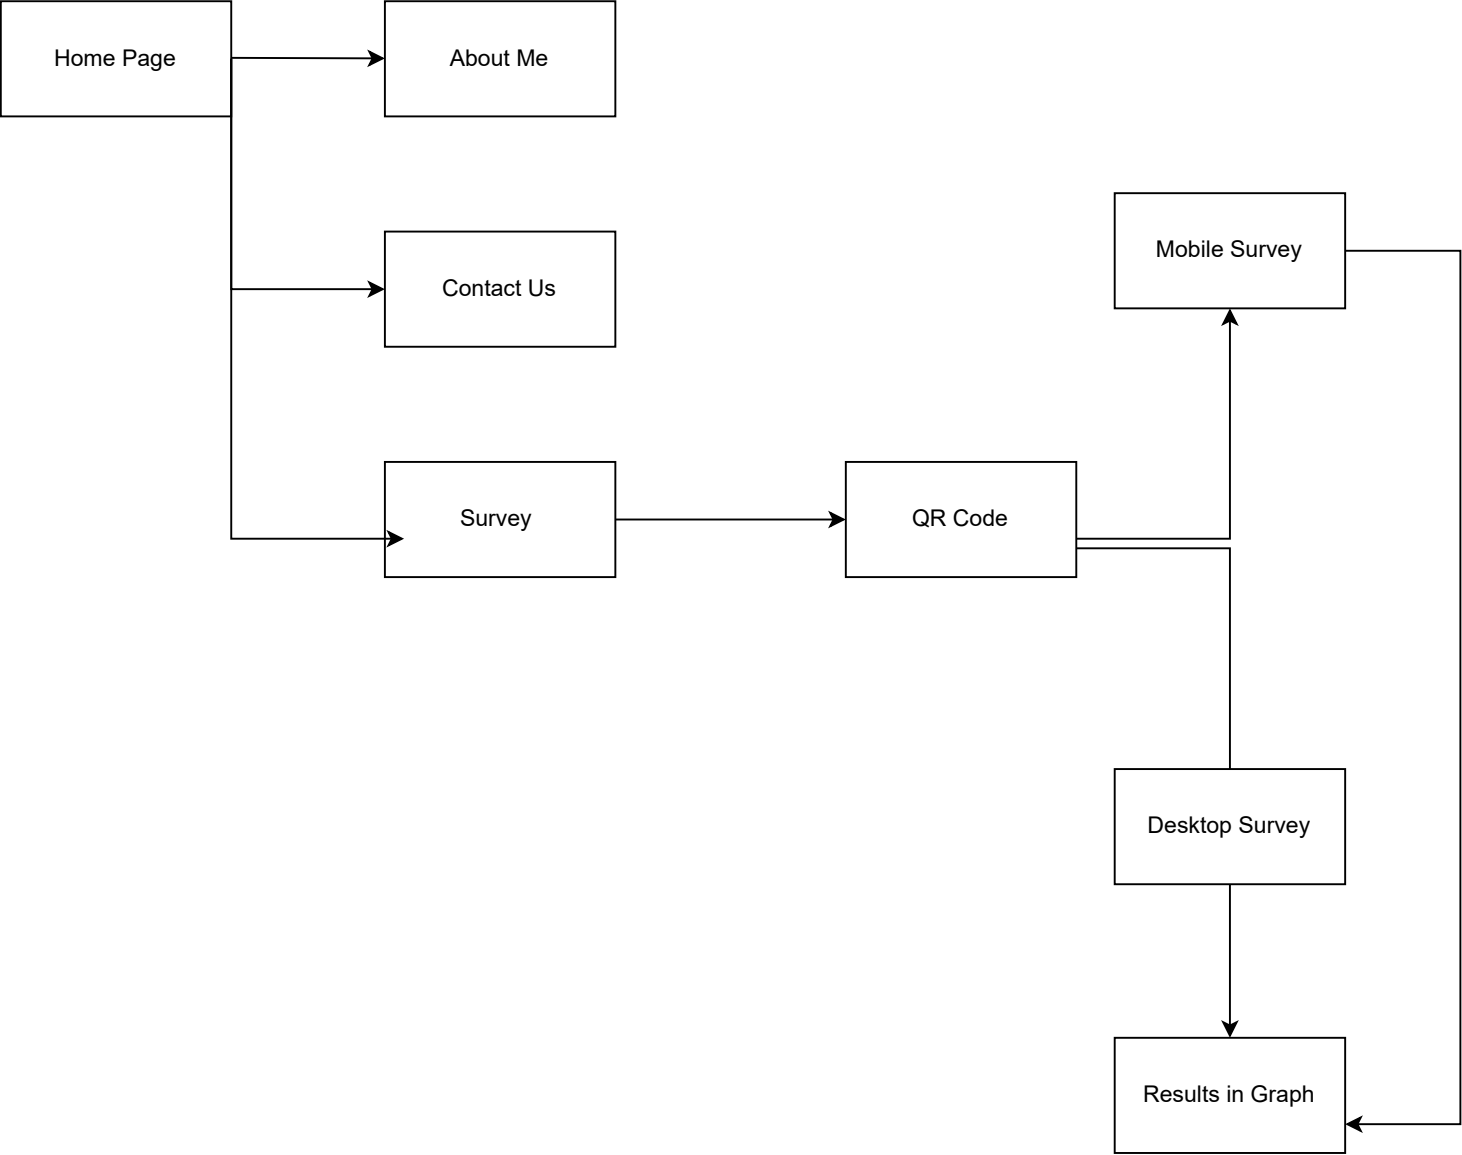 Home Page
About Me
Contact Us
Mobile Survey
Survey
QR Code
Desktop Survey
Results in Graph